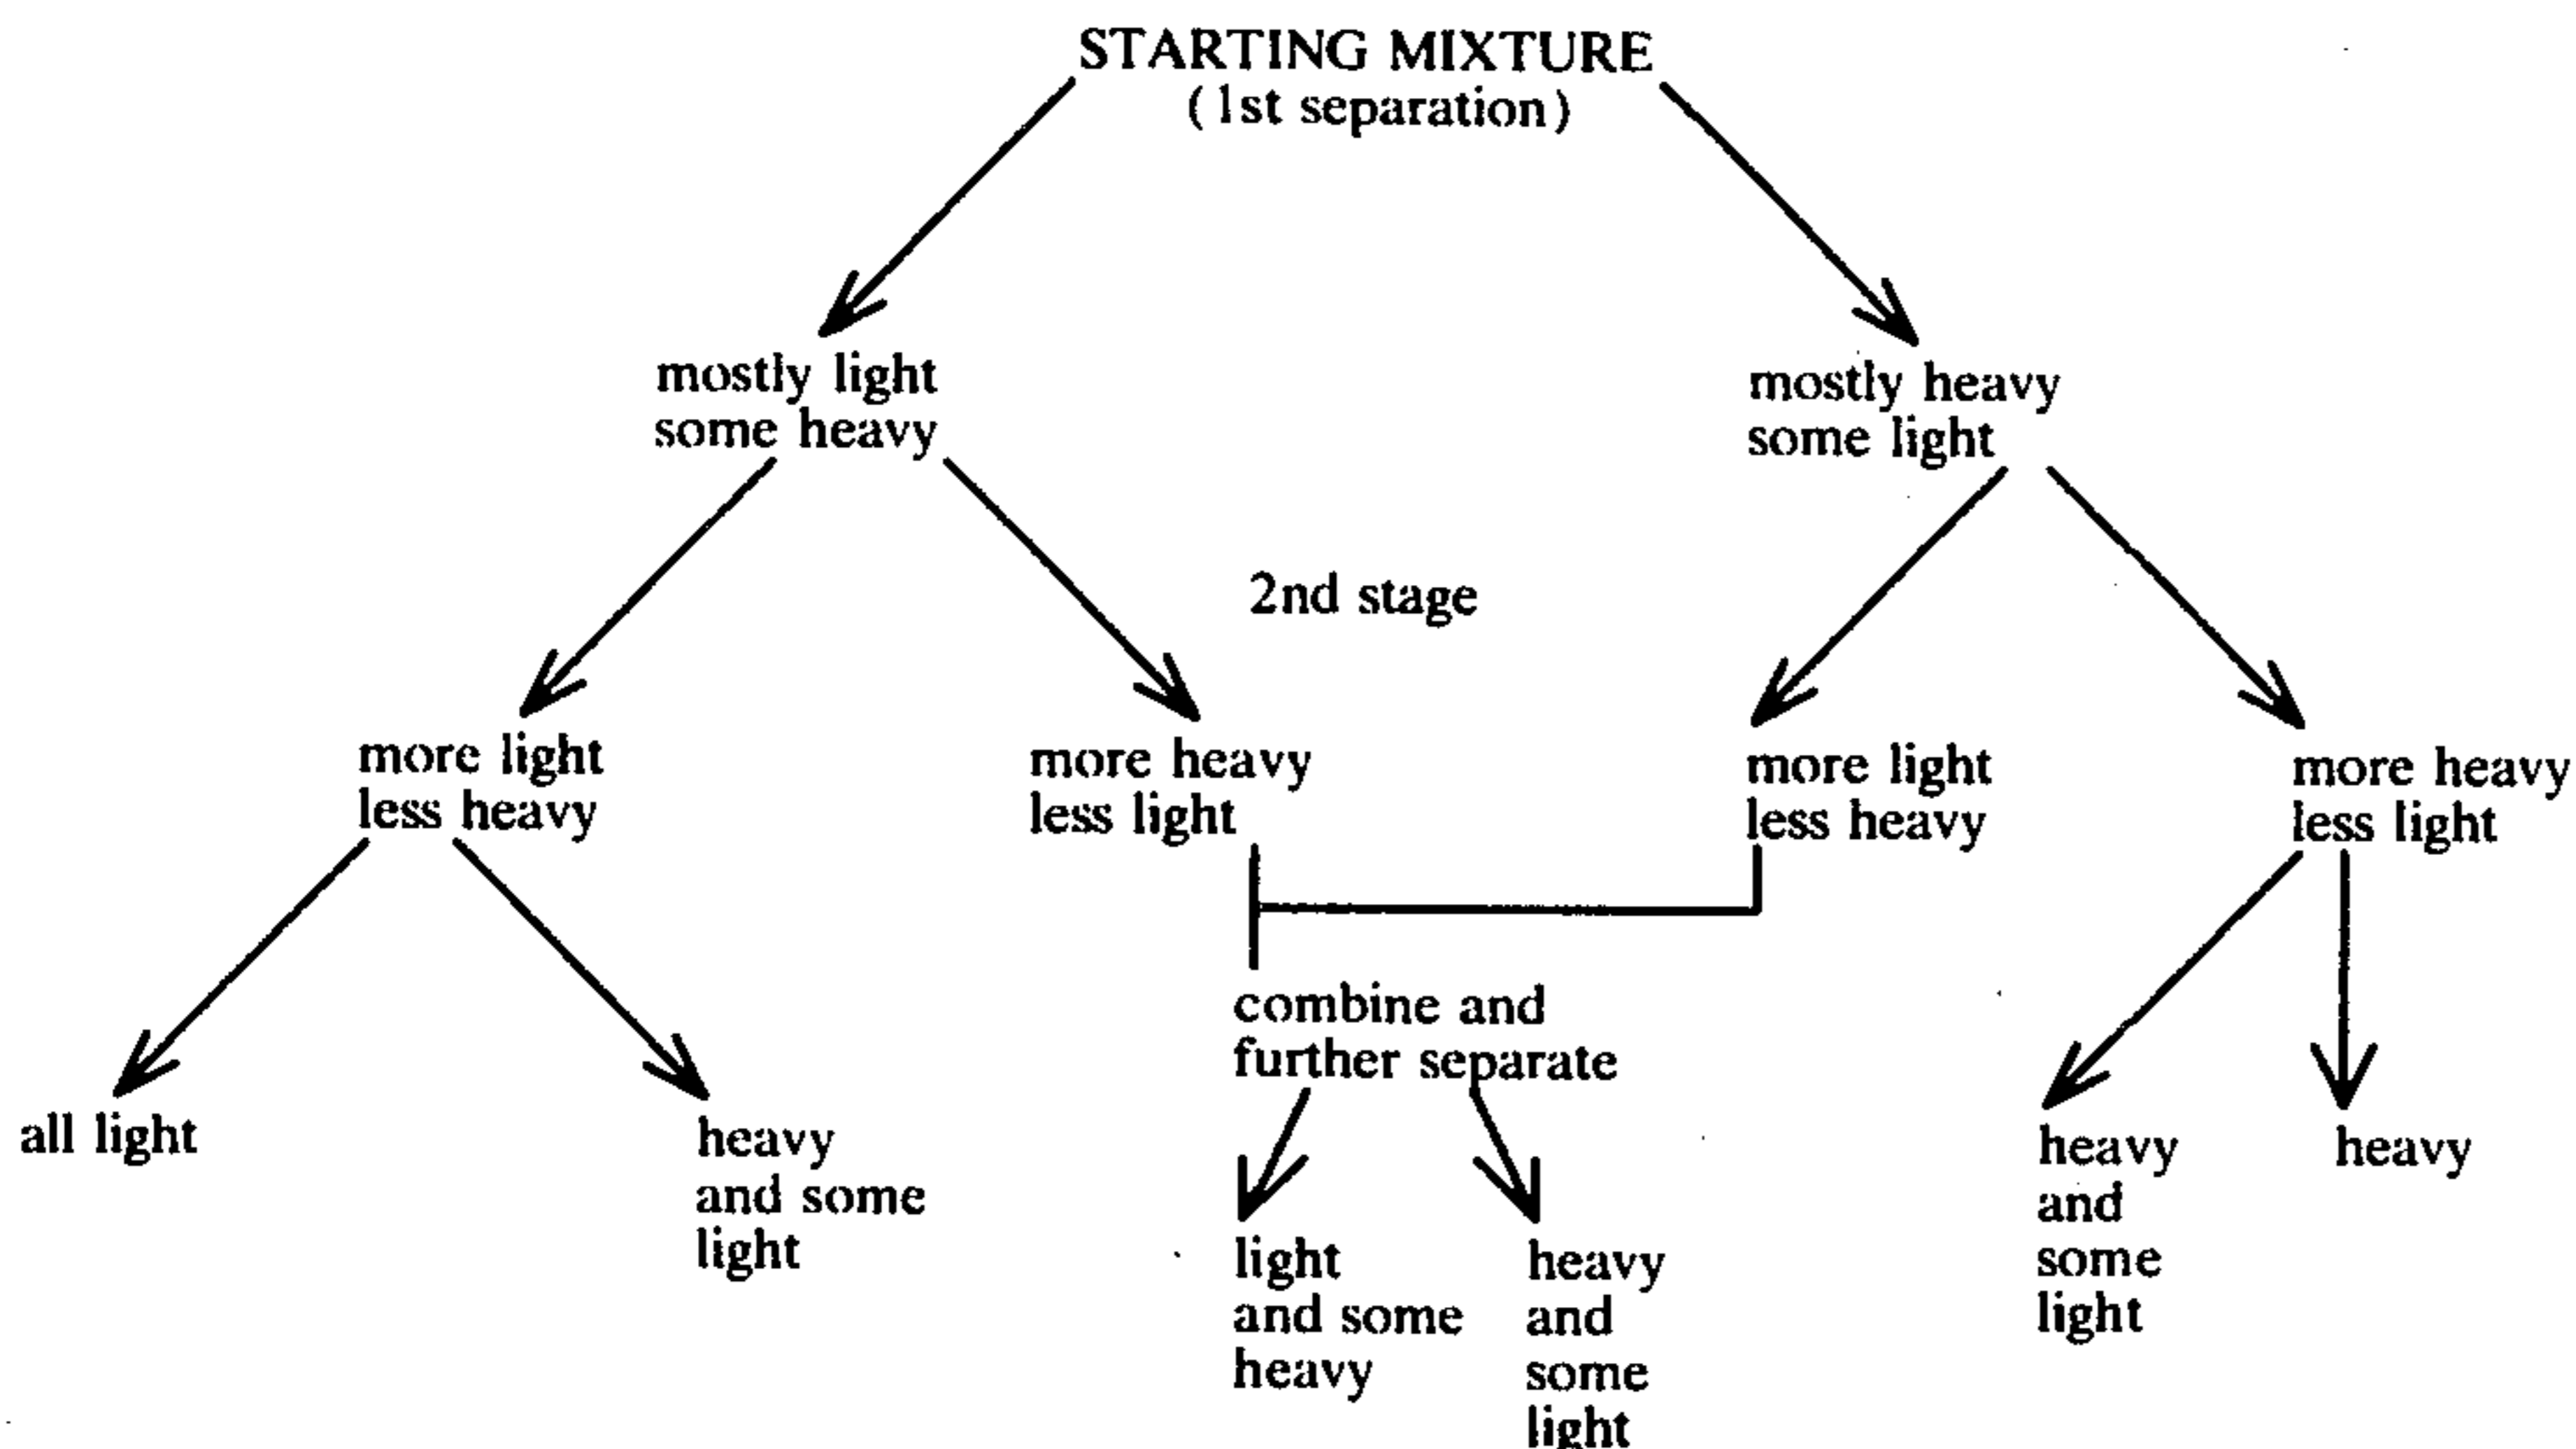 STARTING MIXTURE
(1st separation)
mostly light
some heavy
mostly heavy
some light
2nd stage
more light
less heavy
more heavy
less light
more light
less heavy
more heavy
less light
combine and
further separate
all light
heavy
and some
light
light
and some
heavy
heavy
and
some
light
heavy
and
some
light
heavy